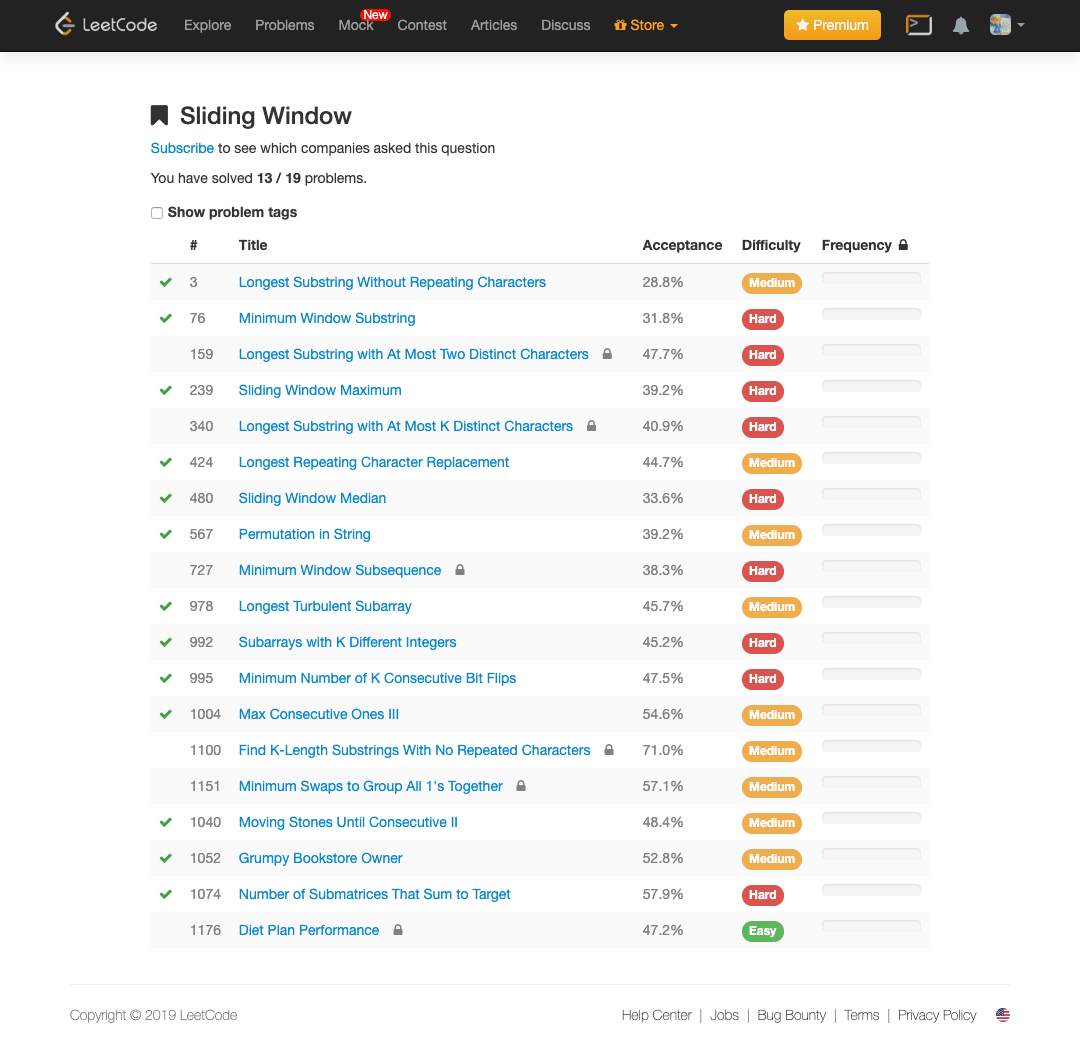 LeetCode Explore Problems Mock New Contest Articles Discuss Store Premium
Sliding Window
Subscribe to see which companies asked this question
You have solved 13 / 19 problems.
Show problem tags
# Title Acceptance Difficulty Frequency
3 Longest Substring Without Repeating Characters 28.8% Medium
76 Minimum Window Substring 31.8% Hard
159 Longest Substring with At Most Two Distinct Characters 47.7% Hard
239 Sliding Window Maximum 39.2% Hard
340 Longest Substring with At Most K Distinct Characters 40.9% Hard
424 Longest Repeating Character Replacement 44.7% Medium
480 Sliding Window Median 33.6% Hard
567 Permutation in String 39.2% Medium
727 Minimum Window Subsequence 38.3% Hard
978 Longest Turbulent Subarray 45.7% Medium
992 Subarrays with K Different Integers 45.2% Hard
995 Minimum Number of K Consecutive Bit Flips 47.5% Hard
1004 Max Consecutive Ones III 54.6% Medium
1100 Find K-Length Substrings With No Repeated Characters 71.0% Medium
1151 Minimum Swaps to Group All 1's Together 57.1% Medium
1040 Moving Stones Until Consecutive II 48.4% Medium
1052 Grumpy Bookstore Owner 52.8% Medium
1074 Number of Submatrices That Sum to Target 57.9% Hard
1176 Diet Plan Performance 47.2% Easy
Copyright © 2019 LeetCode Help Center | Jobs | Bug Bounty | Terms | Privacy Policy